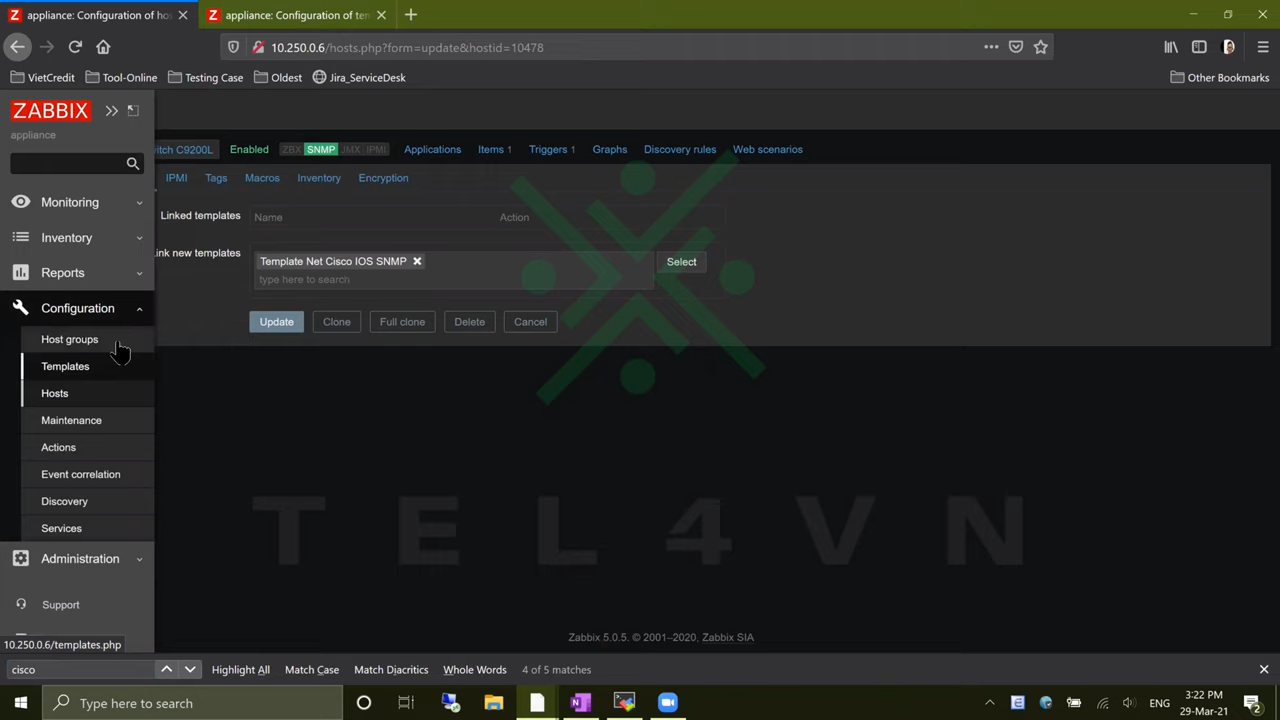 appliance: Configuration of hos
appliance: Configuration of ten
10.250.0.6/hosts.php?form=update&hostid=10478
VietCredit
Tool-Online
Testing Case
Oldest
Jira_ServiceDesk
Other Bookmarks
ZABBIX
appliance
Monitoring
Inventory
Reports
Configuration
Host groups
Templates
Hosts
Maintenance
Actions
Event correlation
Discovery
Services
Administration
Support
10.250.0.6/templates.php
itch C9200L
Enabled
ZBX SNMP JMX IPMI
Applications
Items 1
Triggers 1
Graphs
Discovery rules
Web scenarios
IPMI
Tags
Macros
Inventory
Encryption
Linked templates
Name
Action
ink new templates
Template Net Cisco IOS SNMP
type here to search
Select
Update
Clone
Full clone
Delete
Cancel
TEL4VN
Zabbix 5.0.5. © 2001–2020, Zabbix SIA
cisco
Highlight All
Match Case
Match Diacritics
Whole Words
4 of 5 matches
Type here to search
ENG
3:22 PM
29-Mar-21
2